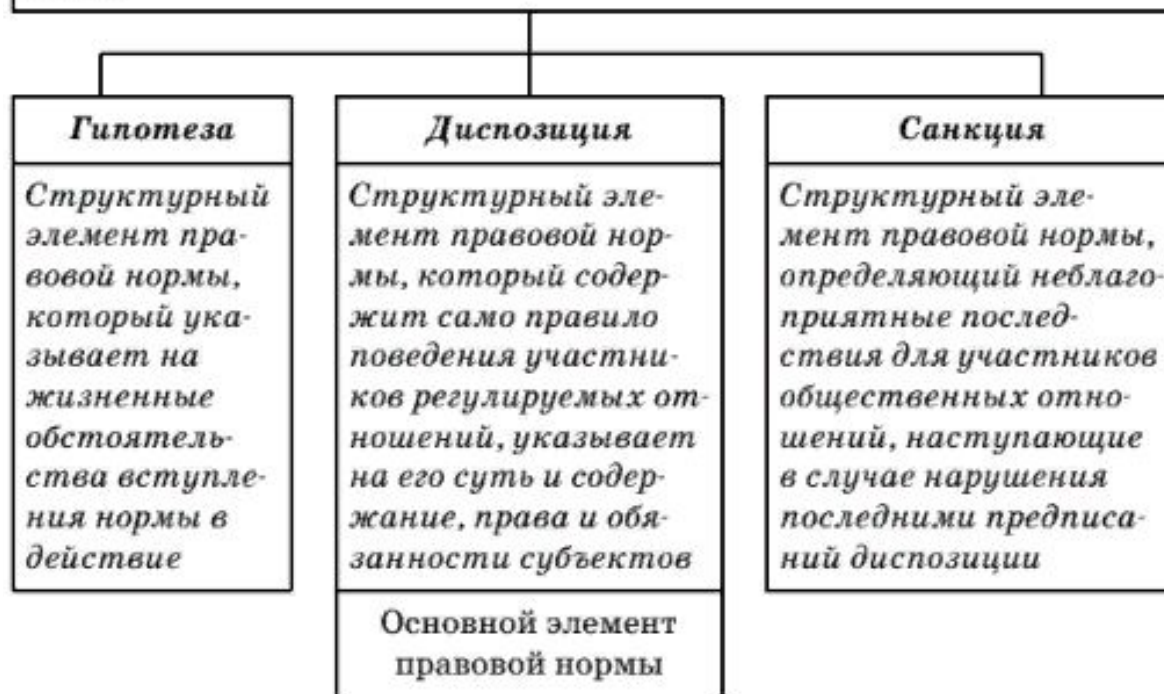 Гипотеза
Структурный
элемент пра-
вовой нормы,
который ука-
зывает на
жизненные
обстоятель-
ства вступле-
ния нормы в
действие
Диспозиция
Структурный эле-
мент правовой нор-
мы, который содер-
жит само правило
поведения участни-
ков регулируемых от-
ношений, указывает
на его суть и содер-
жание, права и обя-
занности субъектов
Основной элемент
правовой нормы
Санкция
Структурный эле-
мент правовой нормы,
определяющий неблаго-
приятные послед-
ствия для участников
общественных отно-
шений, наступающие
в случае нарушения
последними предписа-
ний диспозиции